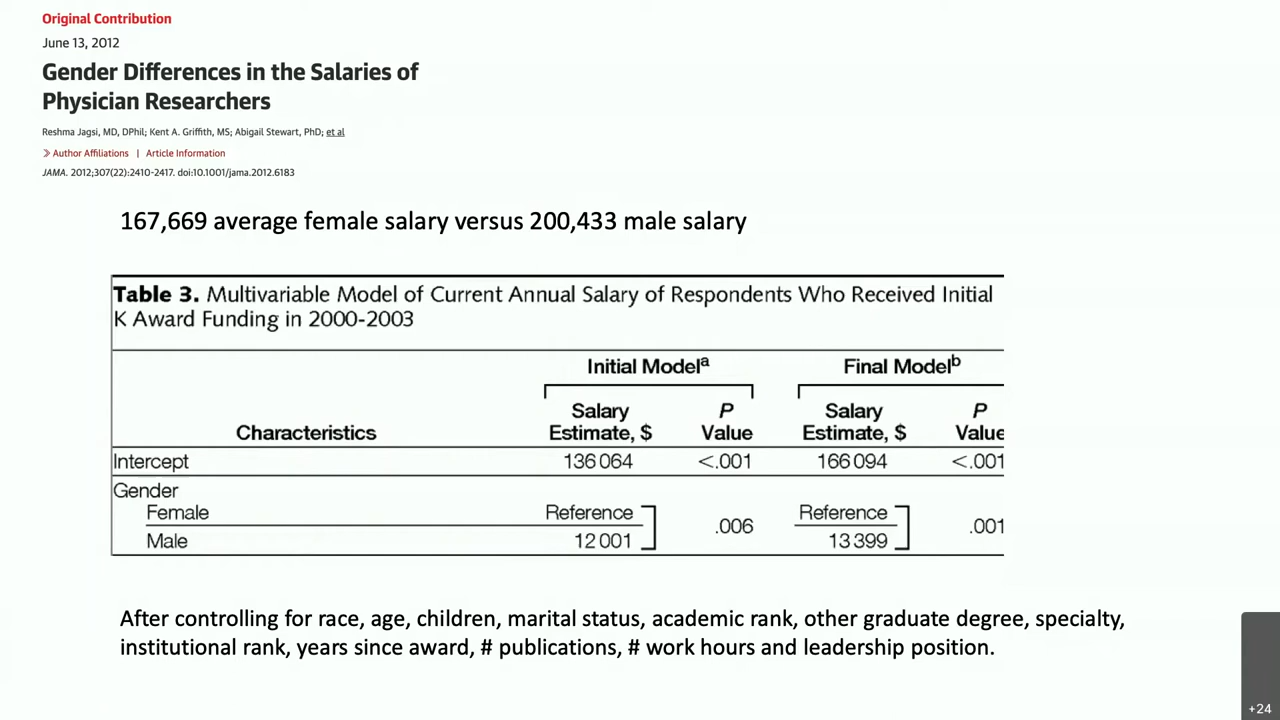 Original Contribution
June 13, 2012
Gender Differences in the Salaries of
Physician Researchers
Reshma Jagsi, MD, DPhil; Kent A. Griffith, MS; Abigail Stewart, PhD; et al
≫ Author Affiliations | Article Information
JAMA. 2012;307(22):2410-2417. doi:10.1001/jama.2012.6183
167,669 average female salary versus 200,433 male salary
Table 3. Multivariable Model of Current Annual Salary of Respondents Who Received Initial
K Award Funding in 2000-2003
Initial Modelᵃ Final Modelᵇ
Salary P Salary P
Characteristics Estimate, $ Value Estimate, $ Value
Intercept 136 064 <.001 166 094 <.001
Gender
Female Reference Reference
.006 .001
Male 12 001 13 399
After controlling for race, age, children, marital status, academic rank, other graduate degree, specialty,
institutional rank, years since award, # publications, # work hours and leadership position.
+24